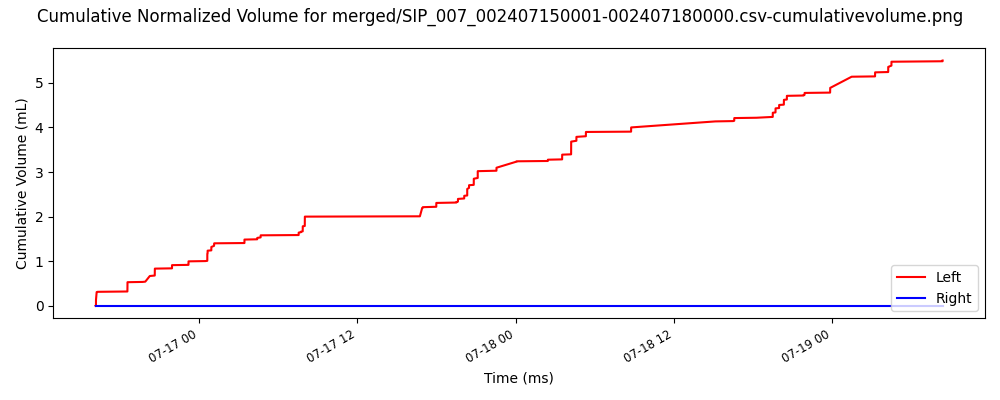 Cumulative Normalized Volume for merged/SIP_007_002407150001-002407180000.csv-cumulativevolume.png
Cumulative Volume (mL)
5
4
3
2
1
0
Left
Right
07-17 00
07-17 12
07-18 00
07-18 12
07-19 00
Time (ms)